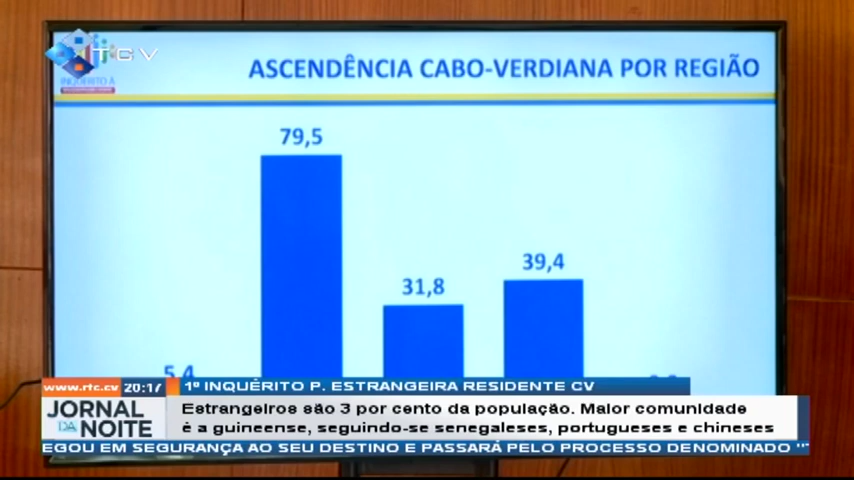 TCV
INQUÉRITO À
ASCENDÊNCIA CABO-VERDIANA POR REGIÃO
79,5
39,4
31,8
5,4
www.rtc.cv 20:17 1º INQUÉRITO P. ESTRANGEIRA RESIDENTE CV
JORNAL DA NOITE
Estrangeiros são 3 por cento da população. Maior comunidade
é a guineense, seguindo-se senegaleses, portugueses e chineses
EGOU EM SEGURANÇA AO SEU DESTINO E PASSARÁ PELO PROCESSO DENOMINADO "